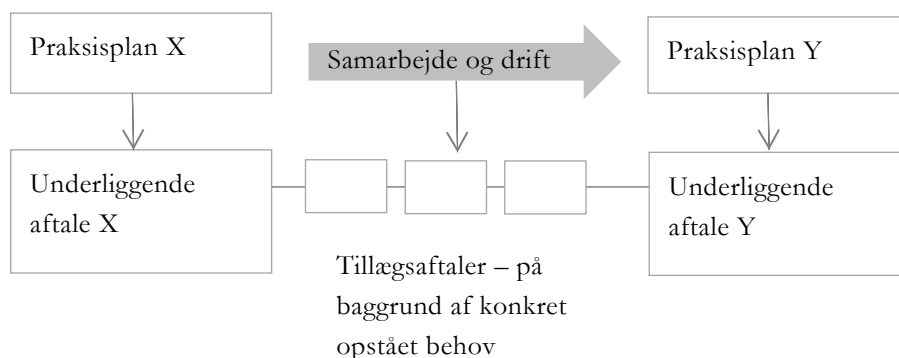 Praksisplan X
Samarbejde og drift
Praksisplan Y
Underliggende
aftale X
Underliggende
aftale Y
Tillægsaftaler – på
baggrund af konkret
opstået behov